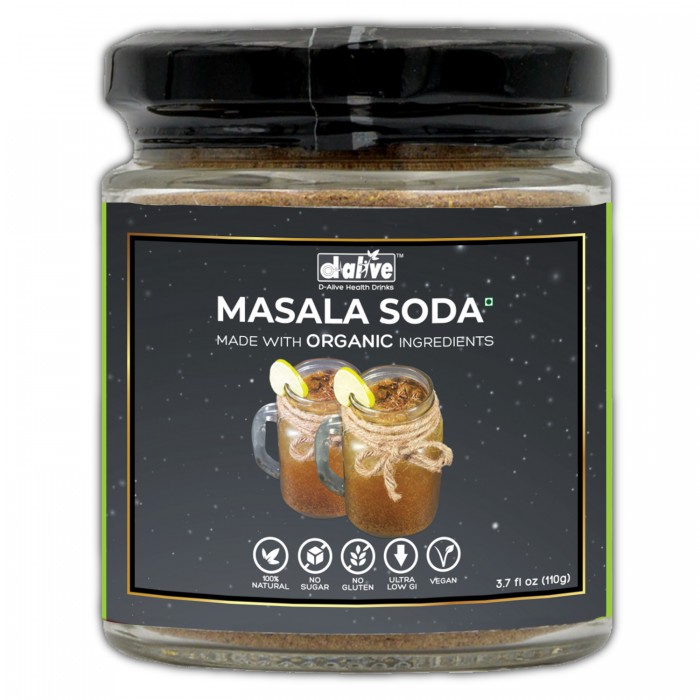 d-alive™
D-Alive Health Drinks
MASALA SODA
MADE WITH ORGANIC INGREDIENTS
100% NATURAL
NO SUGAR
NO GLUTEN
ULTRA LOW GI
VEGAN
3.7 fl oz (110g)